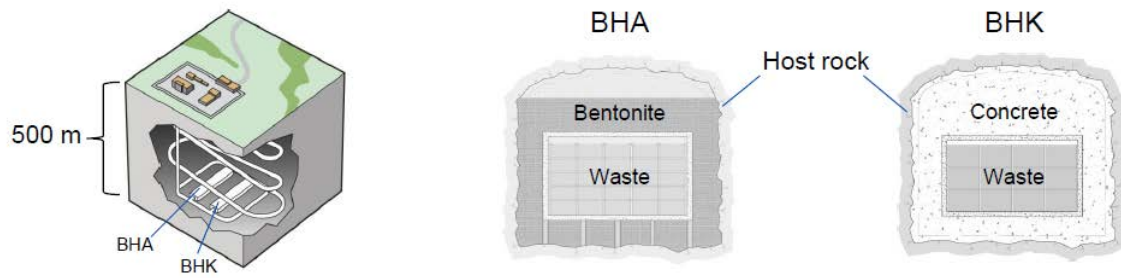 500 m
BHA
BHK
BHA
BHK
Host rock
Bentonite
Concrete
Waste
Waste